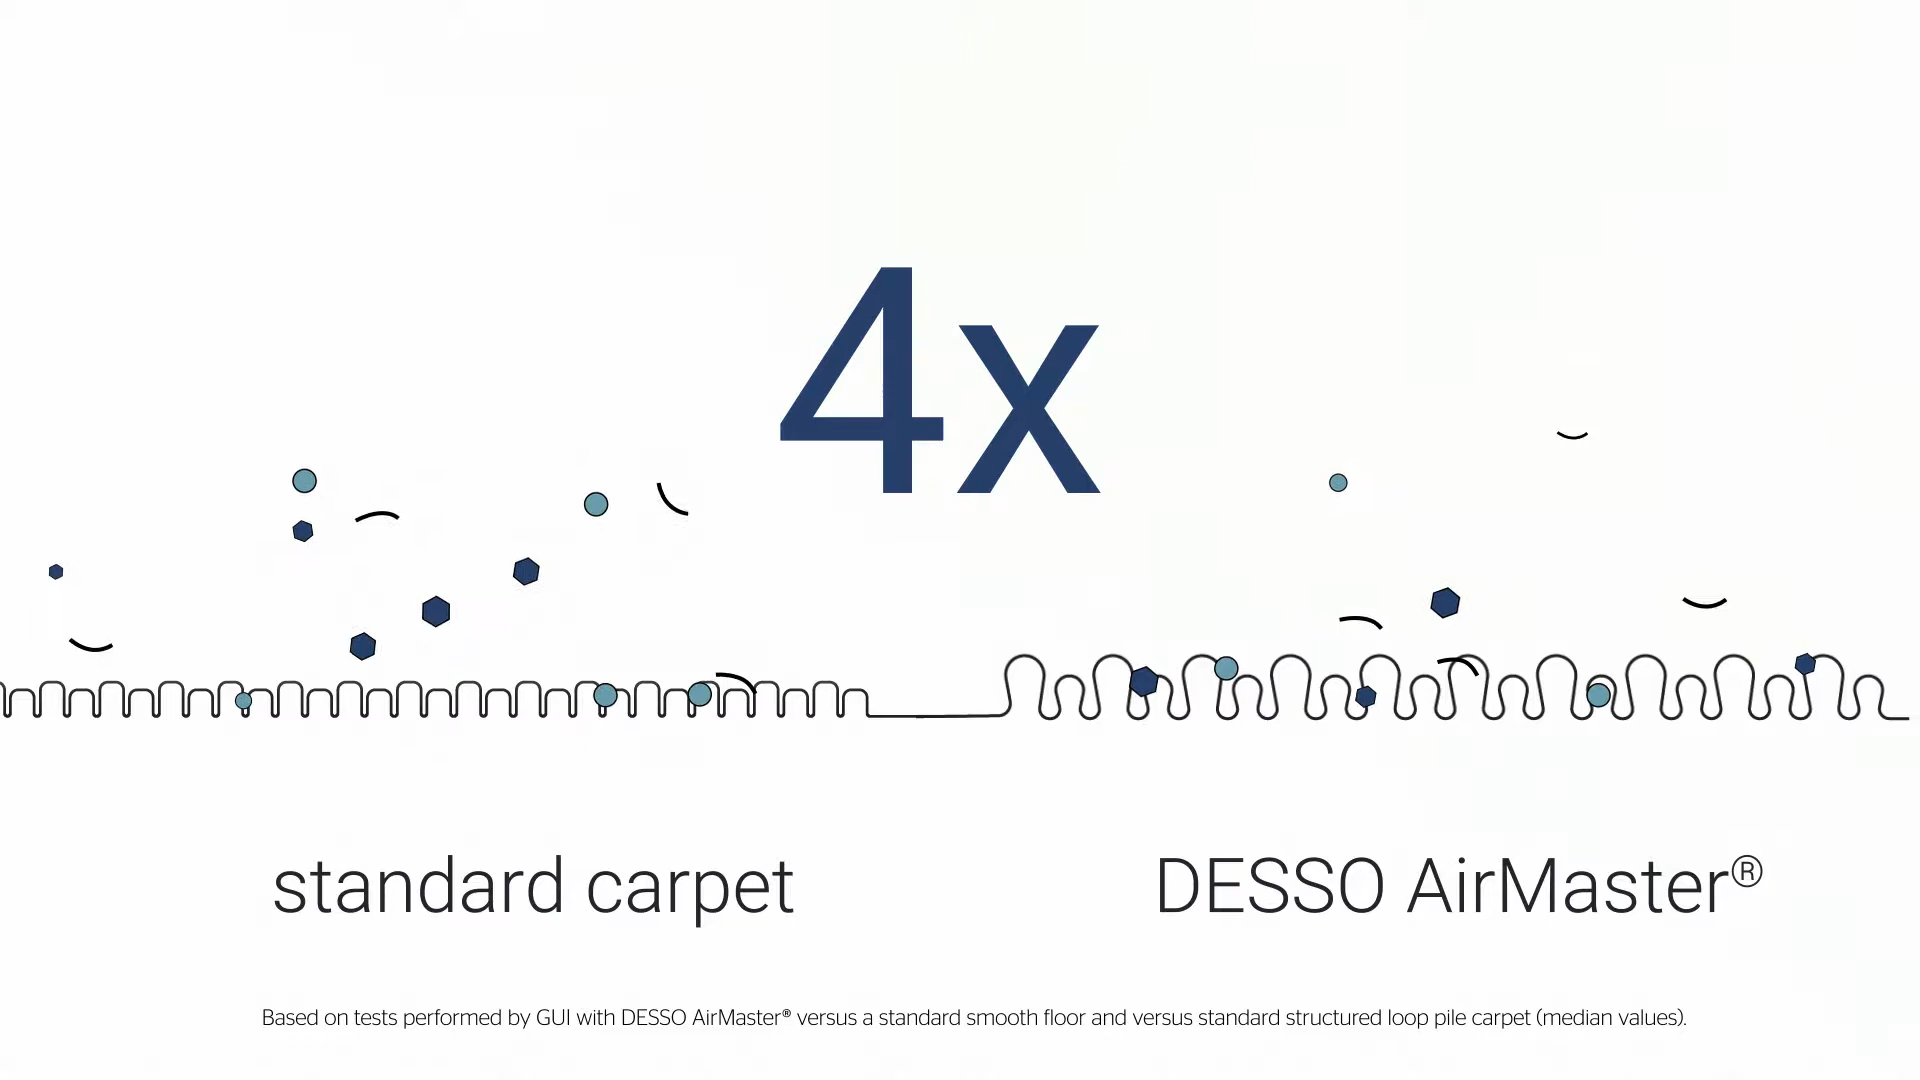 4x
standard carpet
DESSO AirMaster®
Based on tests performed by GUI with DESSO AirMaster® versus a standard smooth floor and versus standard structured loop pile carpet (median values).